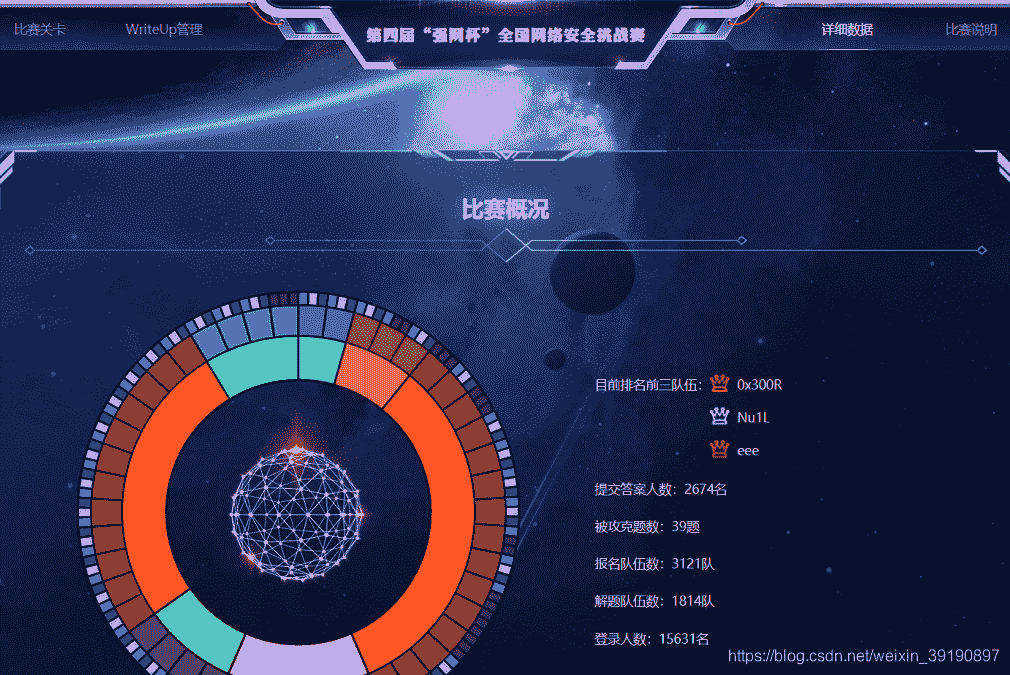 比赛关卡
WriteUp管理
第四届“强网杯”全国网络安全挑战赛
详细数据
比赛说明
比赛概况
目前排名前三队伍：0x300R
Nu1L
eee
提交答案人数：2674名
被攻克题数：39题
报名队伍数：3121队
解题队伍数：1814队
登录人数：15631名
https://blog.csdn.net/weixin_39190897